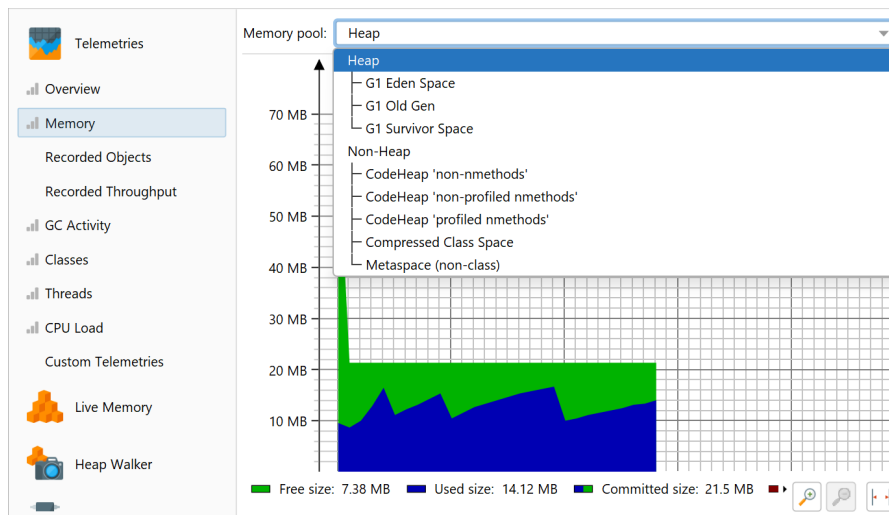 Telemetries
Overview
Memory
Recorded Objects
Recorded Throughput
GC Activity
Classes
Threads
CPU Load
Custom Telemetries
Live Memory
Heap Walker
Memory pool: Heap
Heap
G1 Eden Space
G1 Old Gen
G1 Survivor Space
Non-Heap
CodeHeap 'non-nmethods'
CodeHeap 'non-profiled nmethods'
CodeHeap 'profiled nmethods'
Compressed Class Space
Metaspace (non-class)
70 MB
60 MB
50 MB
40 MB
30 MB
20 MB
10 MB
Free size: 7.38 MB Used size: 14.12 MB Committed size: 21.5 MB